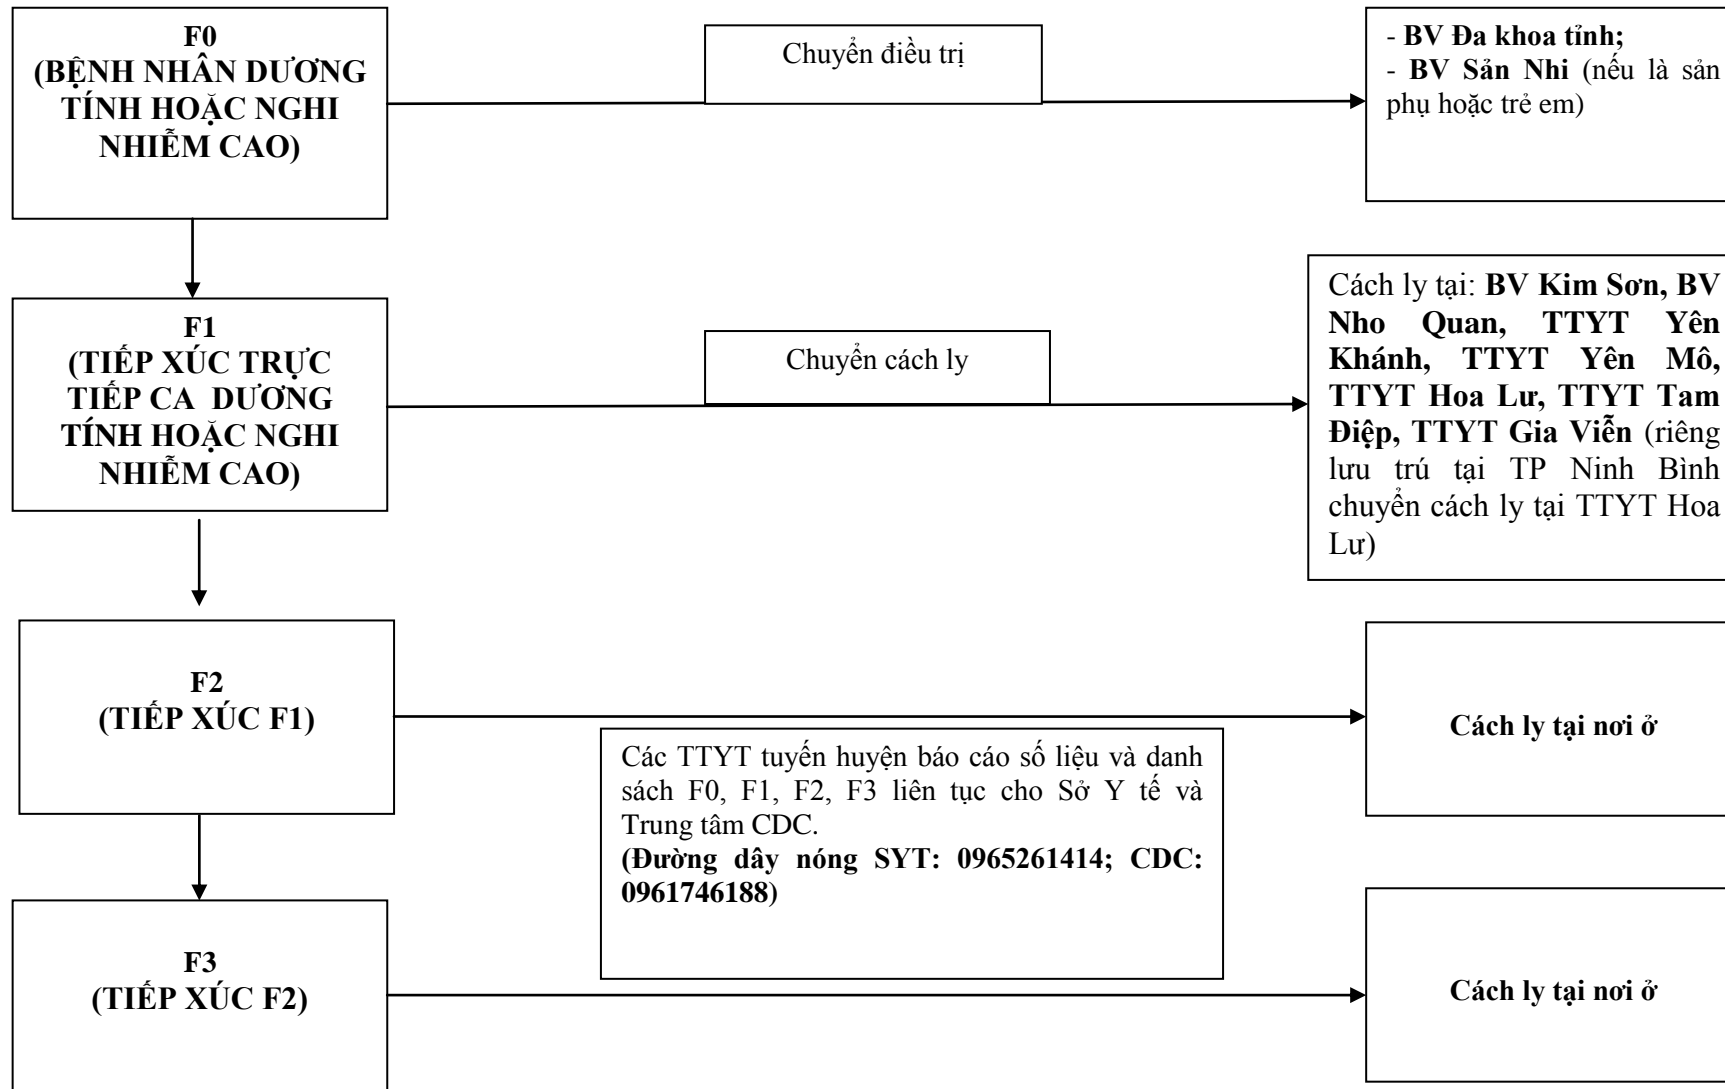 F0
(BỆNH NHÂN DƯƠNG
TÍNH HOẶC NGHI
NHIỄM CAO)
Chuyển điều trị
- BV Đa khoa tỉnh;
- BV Sản Nhi (nếu là sản
phụ hoặc trẻ em)
F1
(TIẾP XÚC TRỰC
TIẾP CA DƯƠNG
TÍNH HOẶC NGHI
NHIỄM CAO)
Chuyển cách ly
Cách ly tại: BV Kim Sơn, BV
Nho Quan, TTYT Yên
Khánh, TTYT Yên Mô,
TTYT Hoa Lư, TTYT Tam
Điệp, TTYT Gia Viễn (riêng
lưu trú tại TP Ninh Bình
chuyển cách ly tại TTYT Hoa
Lư)
F2
(TIẾP XÚC F1)
Cách ly tại nơi ở
Các TTYT tuyến huyện báo cáo số liệu và danh
sách F0, F1, F2, F3 liên tục cho Sở Y tế và
Trung tâm CDC.
(Đường dây nóng SYT: 0965261414; CDC:
0961746188)
F3
(TIẾP XÚC F2)
Cách ly tại nơi ở